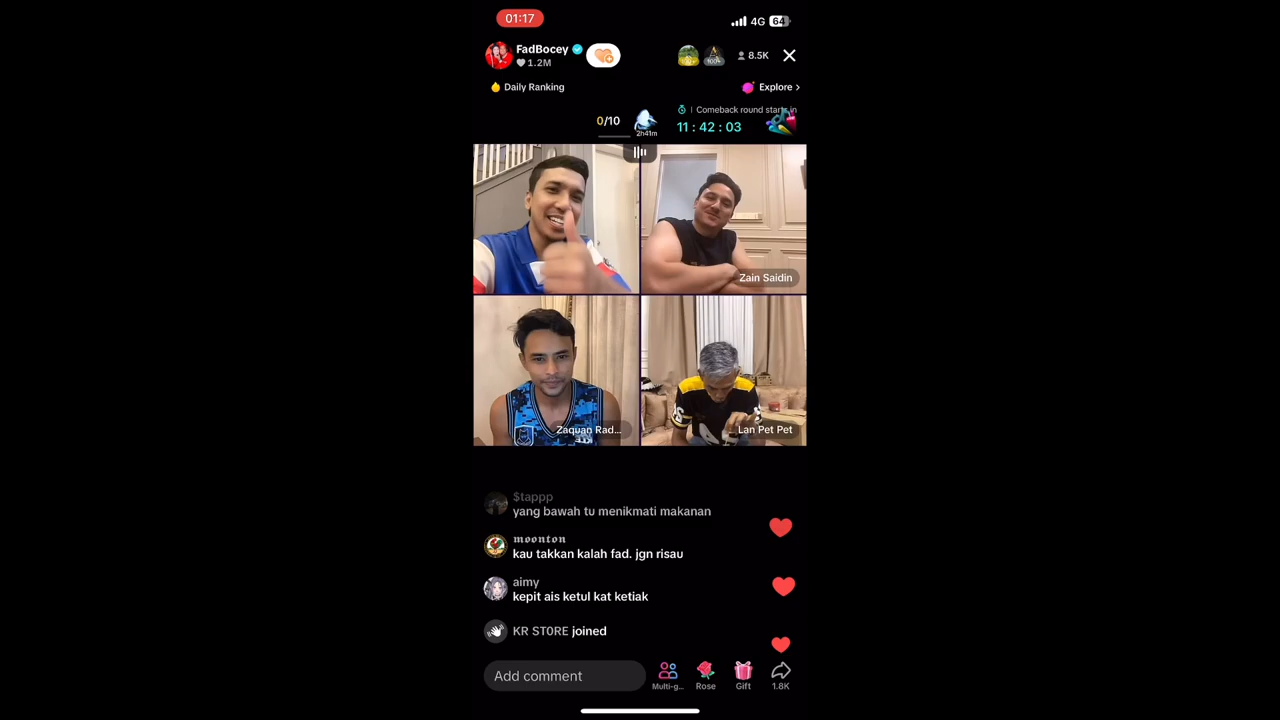 01:17
4G
64
FadBocey
1.2M
8.5K
Daily Ranking
Explore >
0/10
2h41m
Comeback round starts in
11 : 42 : 03
Zain Saidin
Zaquan Rad...
Lan Pet Pet
$tappp
yang bawah tu menikmati makanan
moonton
kau takkan kalah fad. jgn risau
aimy
kepit ais ketul kat ketiak
KR STORE joined
Add comment
Multi-g...
Rose
Gift
1.8K